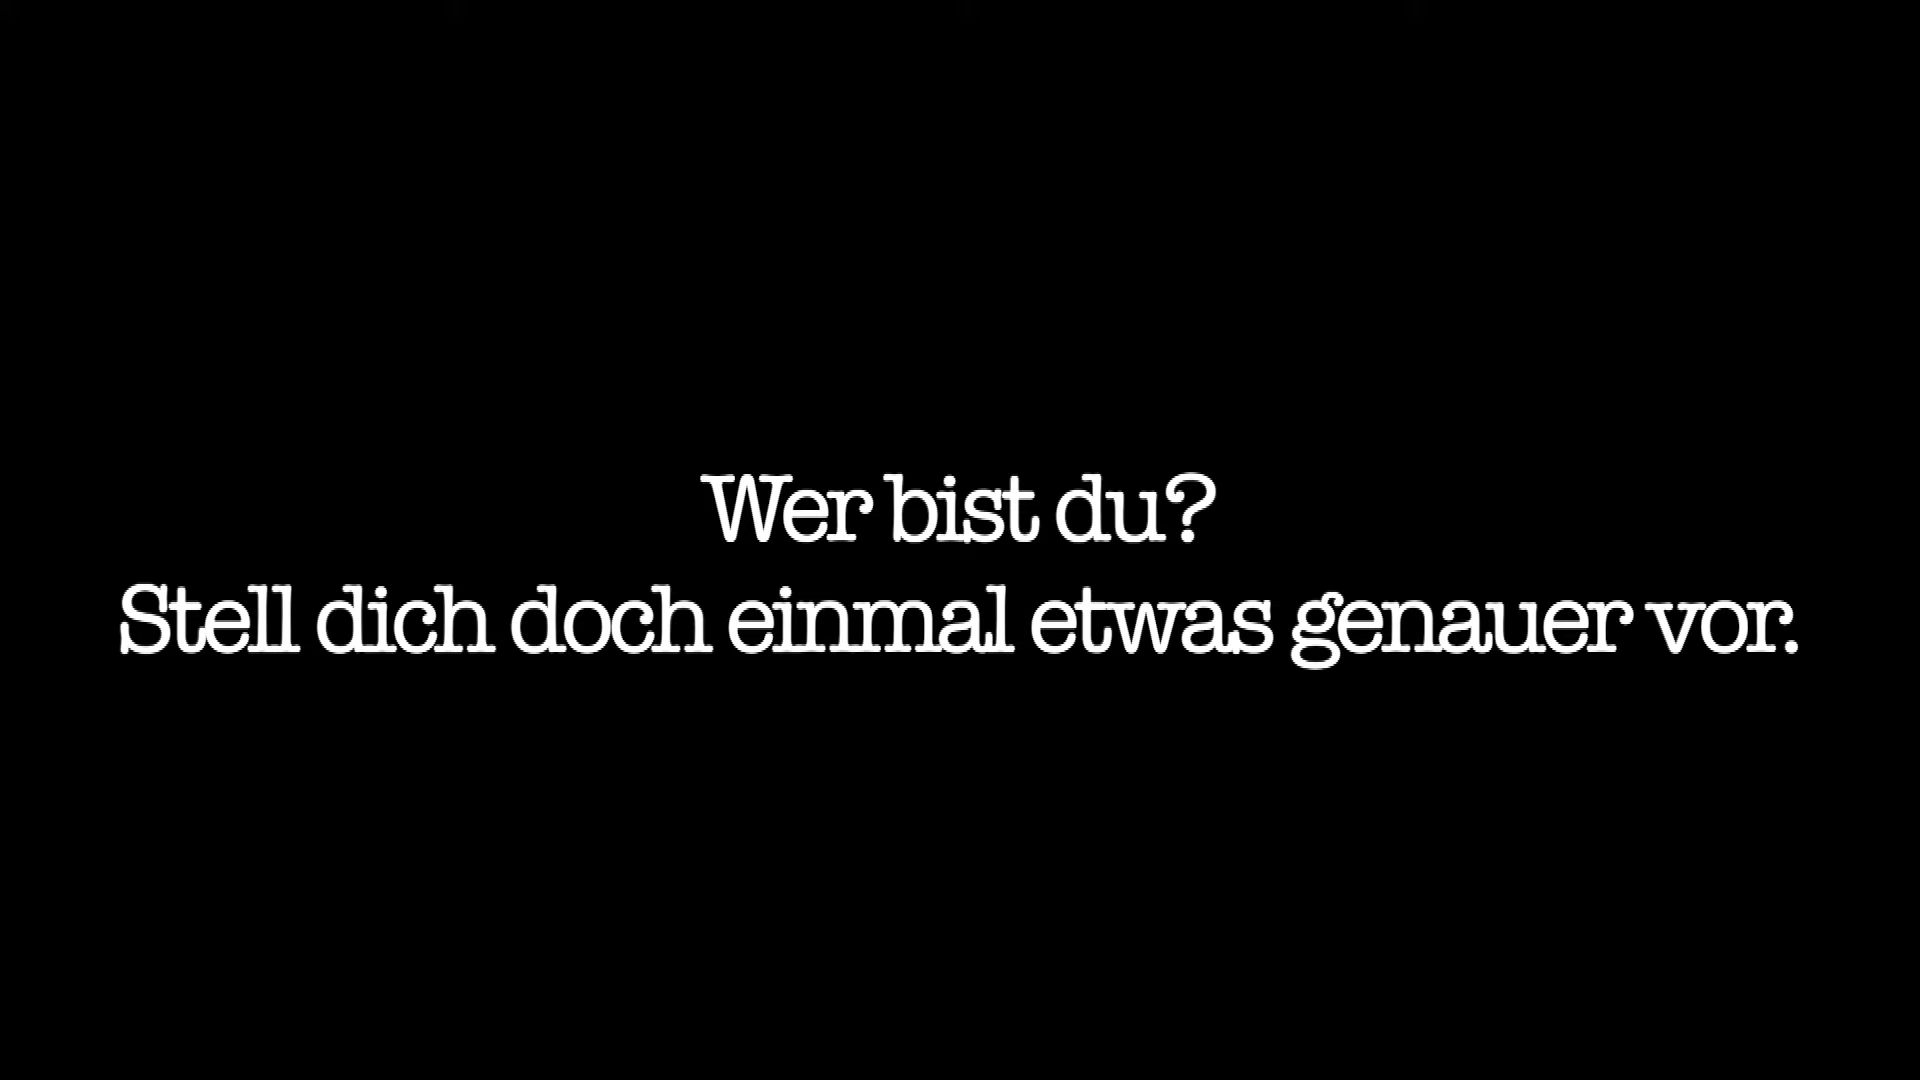 Wer bist du?
Stell dich doch einmal etwas genauer vor.